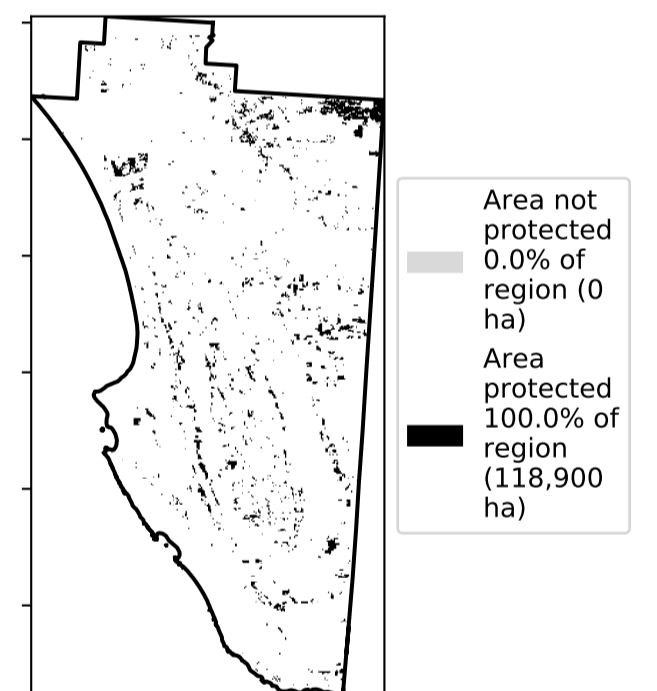 Area not
protected
0.0% of
region (0
ha)
Area
protected
100.0% of
region
(118,900
ha)